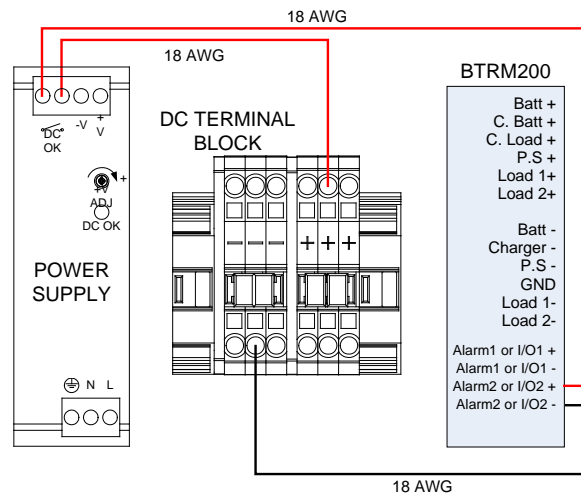 18 AWG
18 AWG
DC OK
-V
+ V
+
+V ADJ
DC OK
POWER
SUPPLY
N L
DC TERMINAL
BLOCK
− − − + + +
BTRM200
Batt +
C. Batt +
C. Load +
P.S +
Load 1+
Load 2+
Batt -
Charger -
P.S -
GND
Load 1-
Load 2-
Alarm1 or I/O1 +
Alarm1 or I/O1 -
Alarm2 or I/O2 +
Alarm2 or I/O2 -
18 AWG